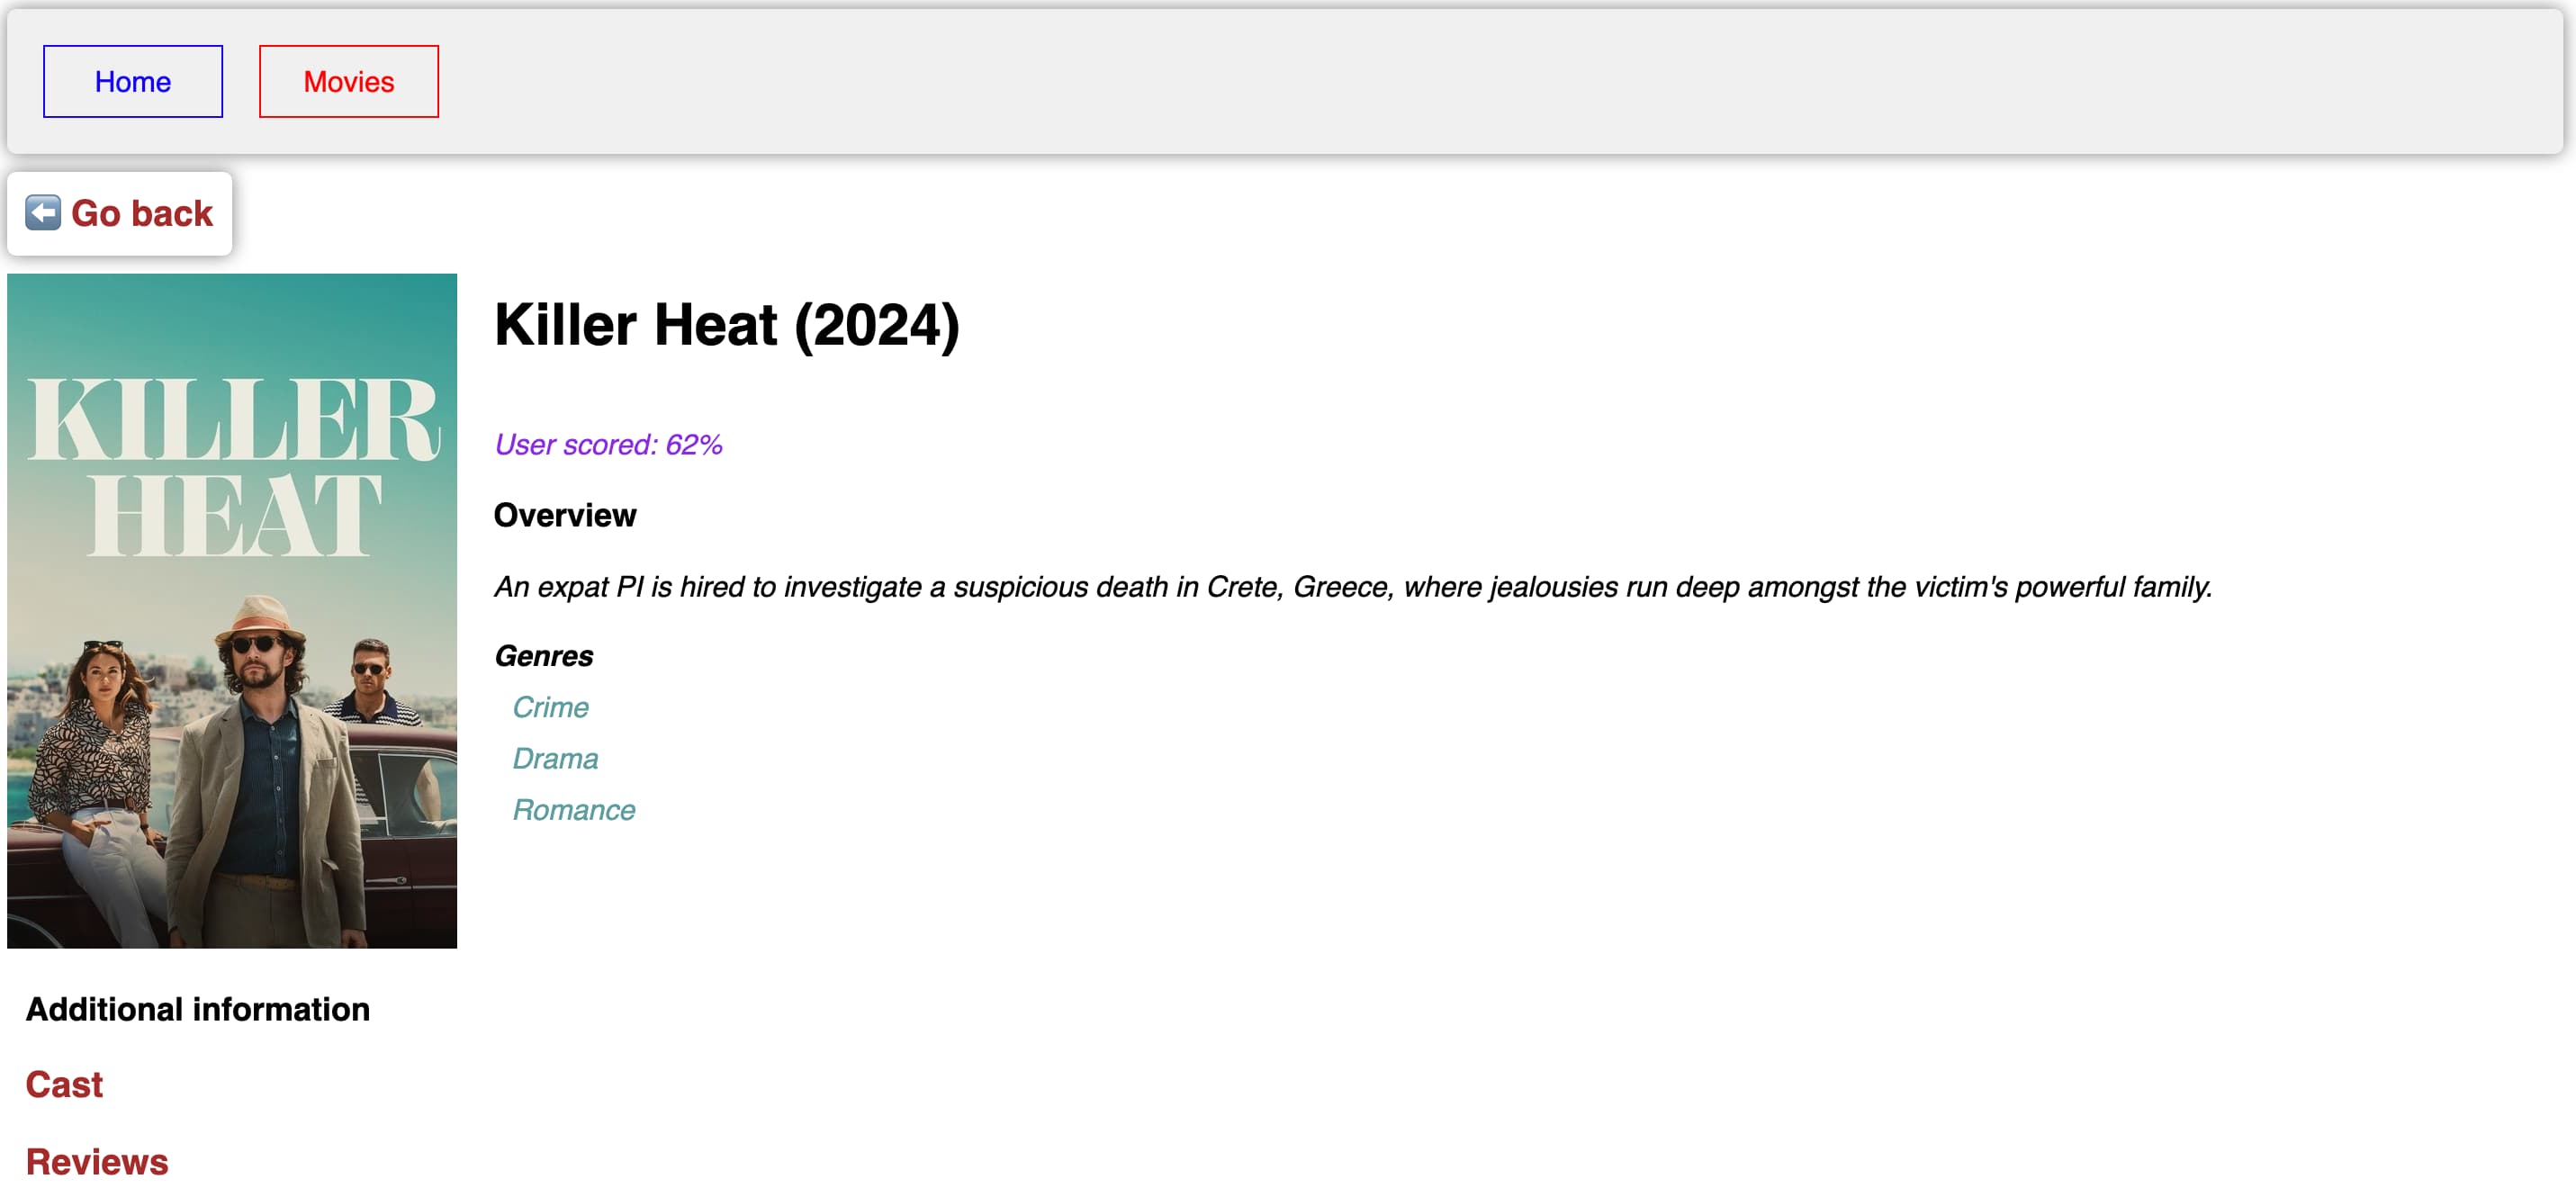 Home
Movies
Go back
KILLER
HEAT
Killer Heat (2024)
User scored: 62%
Overview
An expat PI is hired to investigate a suspicious death in Crete, Greece, where jealousies run deep amongst the victim's powerful family.
Genres
Crime
Drama
Romance
Additional information
Cast
Reviews